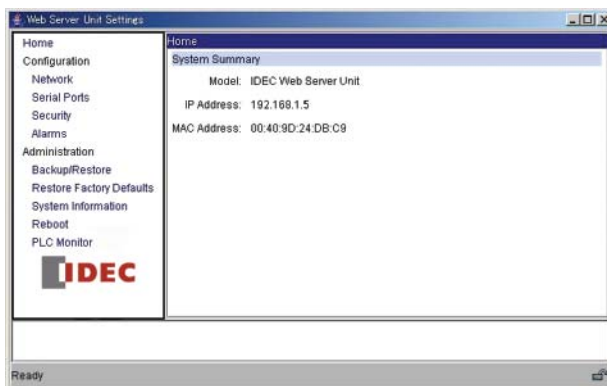 Web Server Unit Settings
Home
Configuration
Network
Serial Ports
Security
Alarms
Administration
Backup/Restore
Restore Factory Defaults
System Information
Reboot
PLC Monitor
IDEC
Home
System Summary
Model: IDEC Web Server Unit
IP Address: 192.168.1.5
MAC Address: 00:40:9D:24:DB:C9
Ready